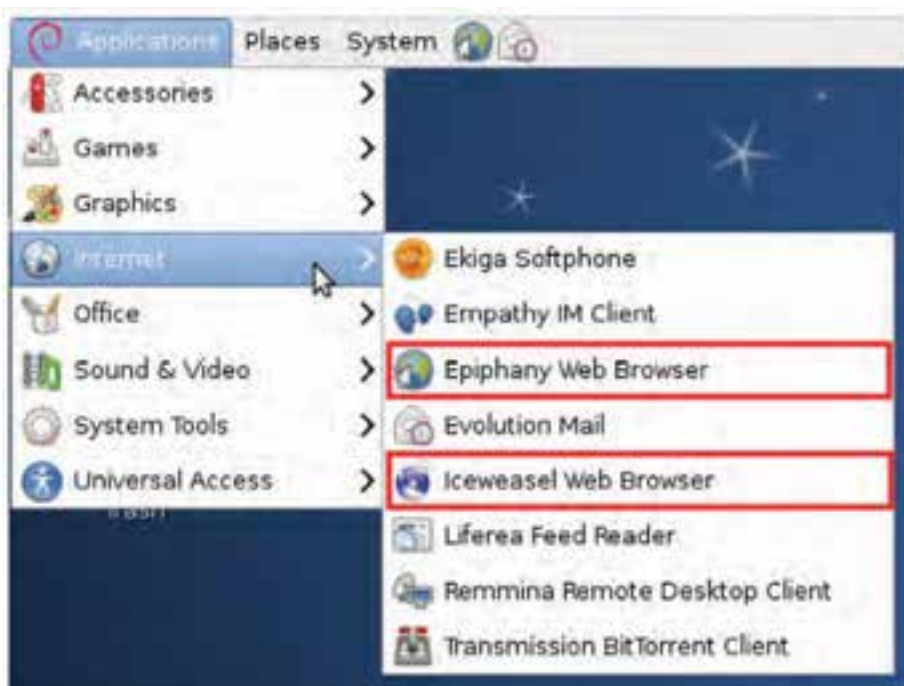 Applications Places System
Accessories
Games
Graphics
Internet
Office
Sound & Video
System Tools
Universal Access
Trash
Ekiga Softphone
Empathy IM Client
Epiphany Web Browser
Evolution Mail
Iceweasel Web Browser
Liferea Feed Reader
Remmina Remote Desktop Client
Transmission BitTorrent Client